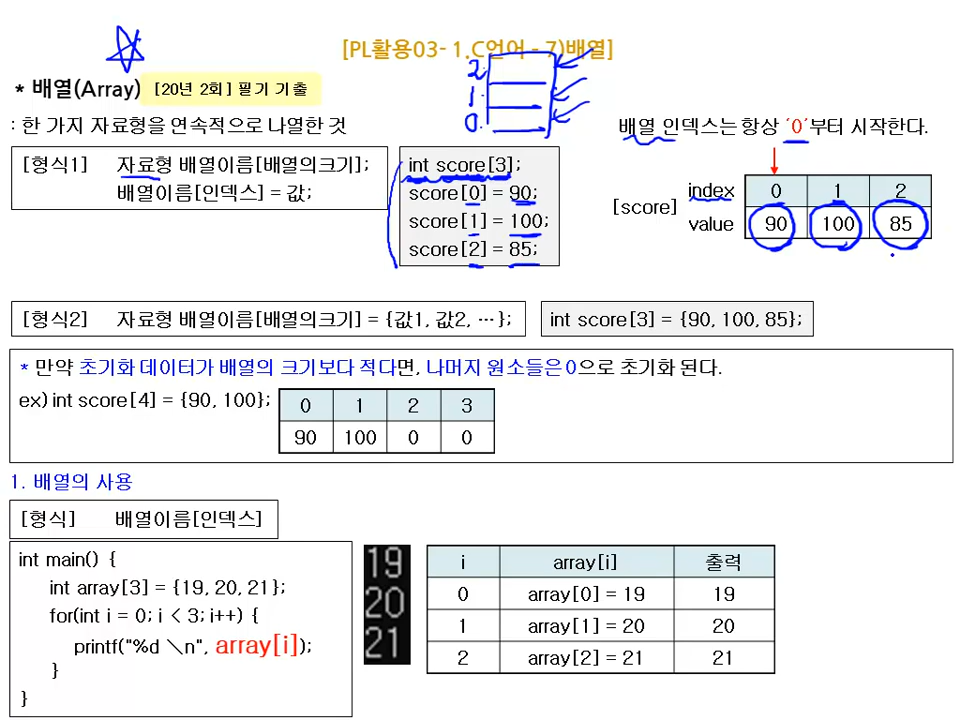 [PL활용03- 1.C언어 - 7)배열]
* 배열(Array) [20년 2회] 필기 기출
: 한 가지 자료형을 연속적으로 나열한 것
2
1
0
배열 인덱스는 항상 '0'부터 시작한다.
[형식1] 자료형 배열이름[배열의크기];
배열이름[인덱스] = 값;
int score[3];
score[0] = 90;
score[1] = 100;
score[2] = 85;
[score]
index 0 1 2
value 90 100 85
[형식2] 자료형 배열이름[배열의크기] = {값1, 값2, …};
int score[3] = {90, 100, 85};
* 만약 초기화 데이터가 배열의 크기보다 적다면, 나머지 원소들은 0으로 초기화 된다.
ex) int score[4] = {90, 100};
0 1 2 3
90 100 0 0
1. 배열의 사용
[형식] 배열이름[인덱스]
int main() {
int array[3] = {19, 20, 21};
for(int i = 0; i < 3; i++) {
printf("%d \n", array[i]);
}
}
19
20
21
i array[i] 출력
0 array[0] = 19 19
1 array[1] = 20 20
2 array[2] = 21 21